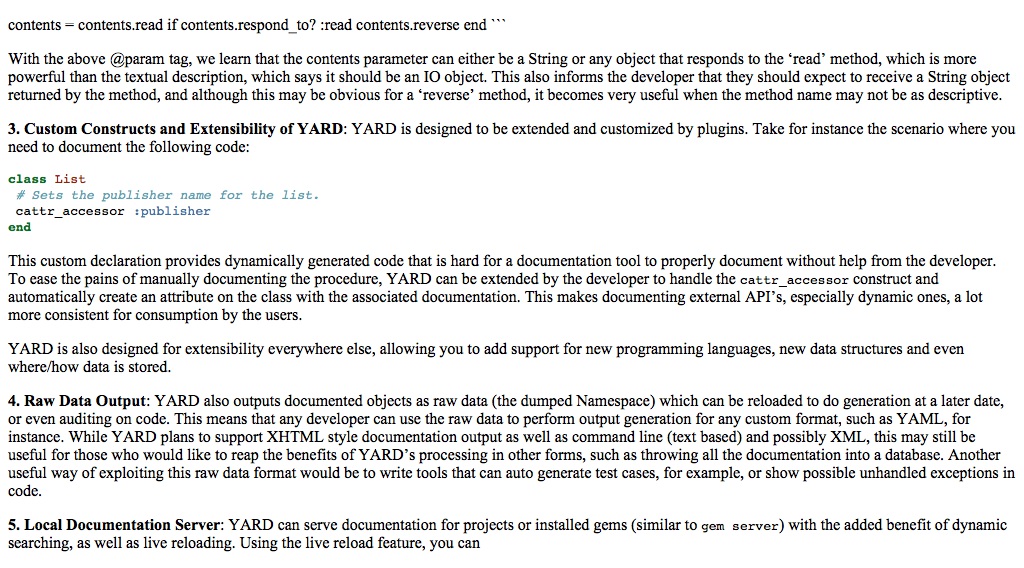 contents = contents.read if contents.respond_to? :read contents.reverse end ```
With the above @param tag, we learn that the contents parameter can either be a String or any object that responds to the ‘read’ method, which is more
powerful than the textual description, which says it should be an IO object. This also informs the developer that they should expect to receive a String object
returned by the method, and although this may be obvious for a ‘reverse’ method, it becomes very useful when the method name may not be as descriptive.
3. Custom Constructs and Extensibility of YARD: YARD is designed to be extended and customized by plugins. Take for instance the scenario where you
need to document the following code:
class List
# Sets the publisher name for the list.
cattr_accessor :publisher
end
This custom declaration provides dynamically generated code that is hard for a documentation tool to properly document without help from the developer.
To ease the pains of manually documenting the procedure, YARD can be extended by the developer to handle the cattr_accessor construct and
automatically create an attribute on the class with the associated documentation. This makes documenting external API’s, especially dynamic ones, a lot
more consistent for consumption by the users.
YARD is also designed for extensibility everywhere else, allowing you to add support for new programming languages, new data structures and even
where/how data is stored.
4. Raw Data Output: YARD also outputs documented objects as raw data (the dumped Namespace) which can be reloaded to do generation at a later date,
or even auditing on code. This means that any developer can use the raw data to perform output generation for any custom format, such as YAML, for
instance. While YARD plans to support XHTML style documentation output as well as command line (text based) and possibly XML, this may still be
useful for those who would like to reap the benefits of YARD’s processing in other forms, such as throwing all the documentation into a database. Another
useful way of exploiting this raw data format would be to write tools that can auto generate test cases, for example, or show possible unhandled exceptions in
code.
5. Local Documentation Server: YARD can serve documentation for projects or installed gems (similar to gem server) with the added benefit of dynamic
searching, as well as live reloading. Using the live reload feature, you can